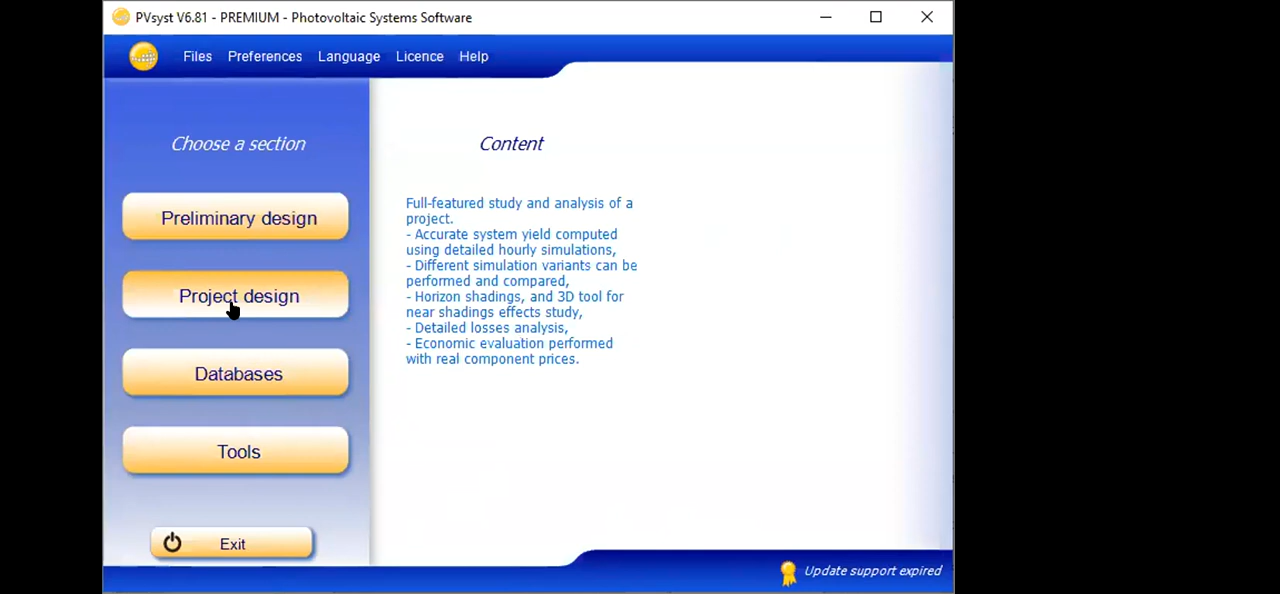 PVsyst V6.81 - PREMIUM - Photovoltaic Systems Software
Files Preferences Language Licence Help
Choose a section
Preliminary design
Project design
Databases
Tools
Exit
Content
Full-featured study and analysis of a
project.
- Accurate system yield computed
using detailed hourly simulations,
- Different simulation variants can be
performed and compared,
- Horizon shadings, and 3D tool for
near shadings effects study,
- Detailed losses analysis,
- Economic evaluation performed
with real component prices.
Update support expired